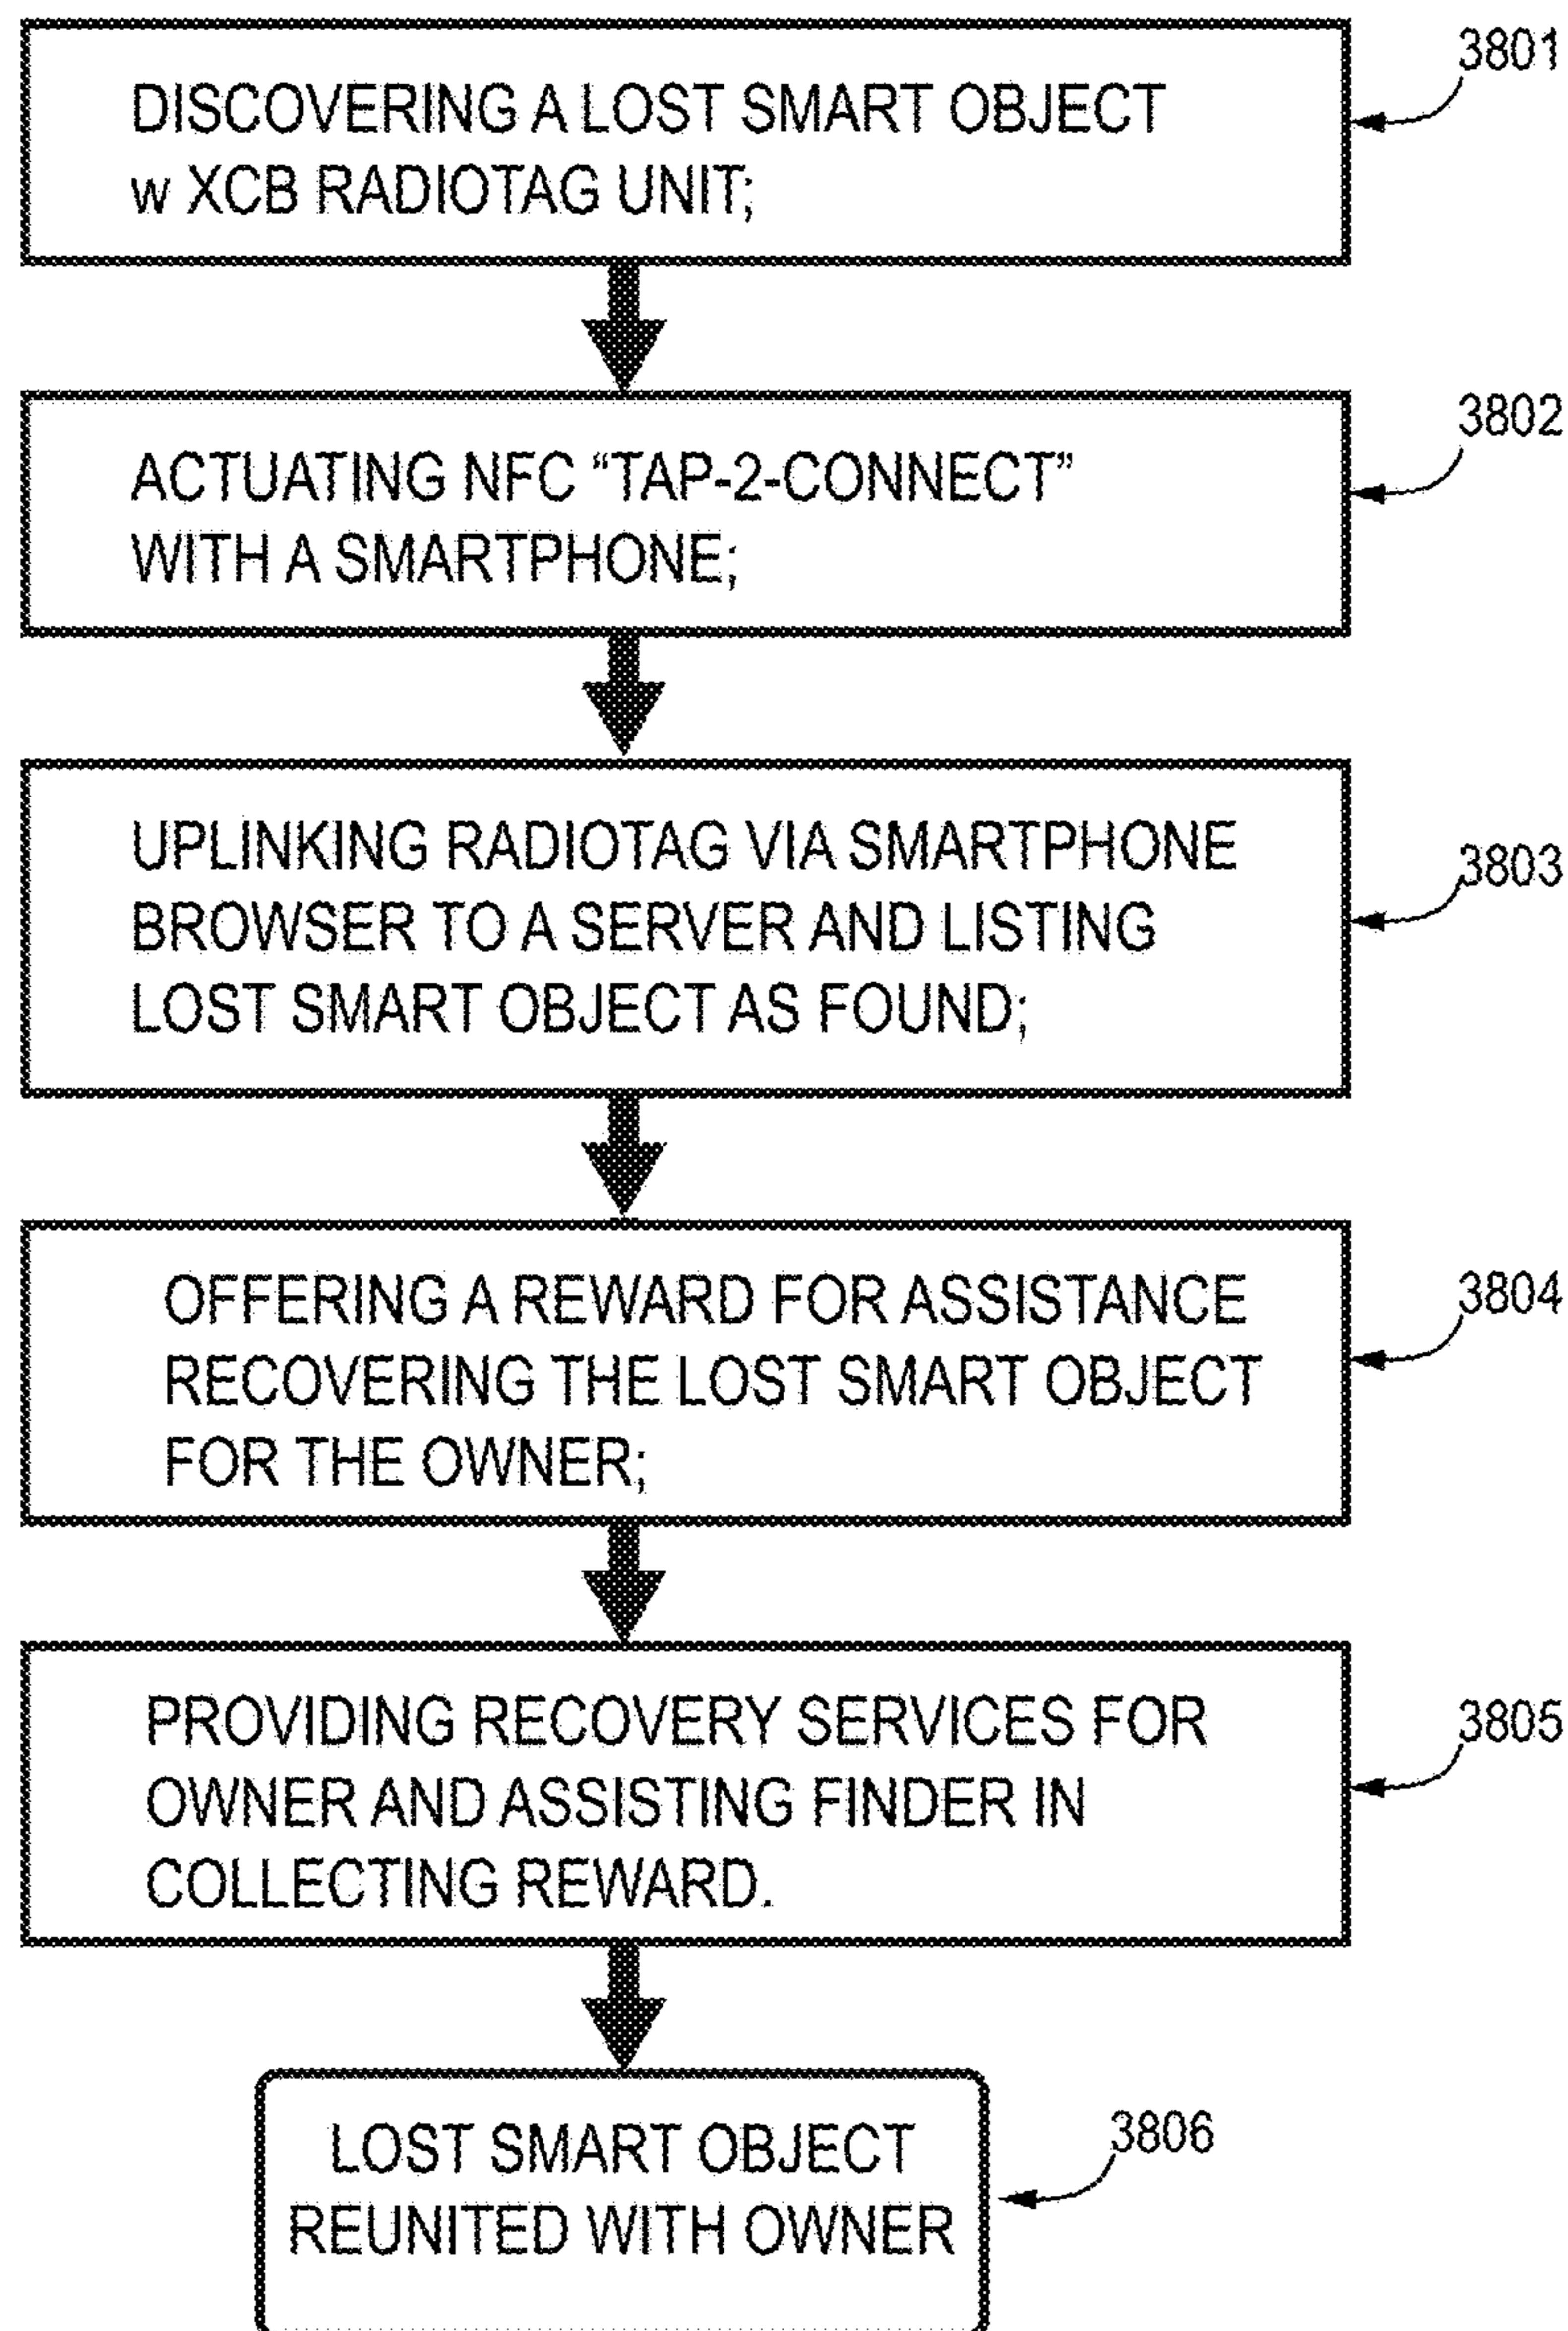 3801
DISCOVERING A LOST SMART OBJECT
w XCB RADIOTAG UNIT;
3802
ACTUATING NFC “TAP-2-CONNECT”
WITH A SMARTPHONE;
3803
UPLINKING RADIOTAG VIA SMARTPHONE
BROWSER TO A SERVER AND LISTING
LOST SMART OBJECT AS FOUND;
3804
OFFERING A REWARD FOR ASSISTANCE
RECOVERING THE LOST SMART OBJECT
FOR THE OWNER;
3805
PROVIDING RECOVERY SERVICES FOR
OWNER AND ASSISTING FINDER IN
COLLECTING REWARD.
3806
LOST SMART OBJECT
REUNITED WITH OWNER